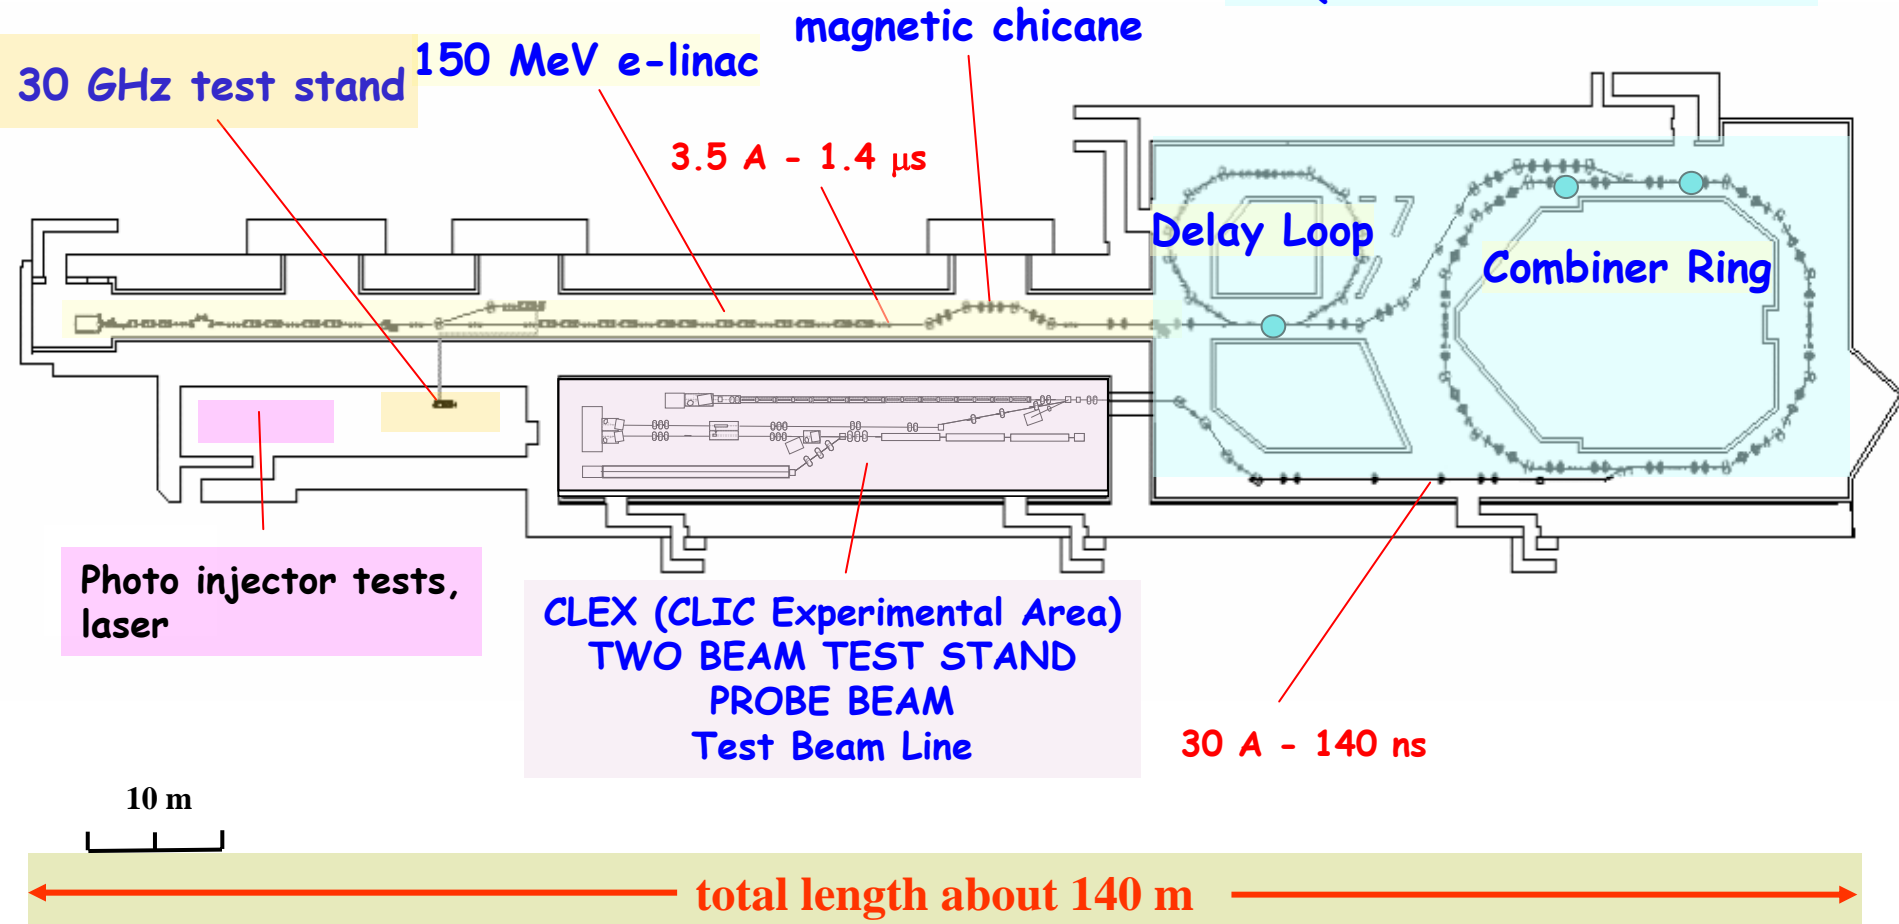 magnetic chicane
150 MeV e-linac
30 GHz test stand
3.5 A - 1.4 μs
Delay Loop
Combiner Ring
Photo injector tests,
laser
CLEX (CLIC Experimental Area)
TWO BEAM TEST STAND
PROBE BEAM
Test Beam Line
30 A - 140 ns
10 m
total length about 140 m